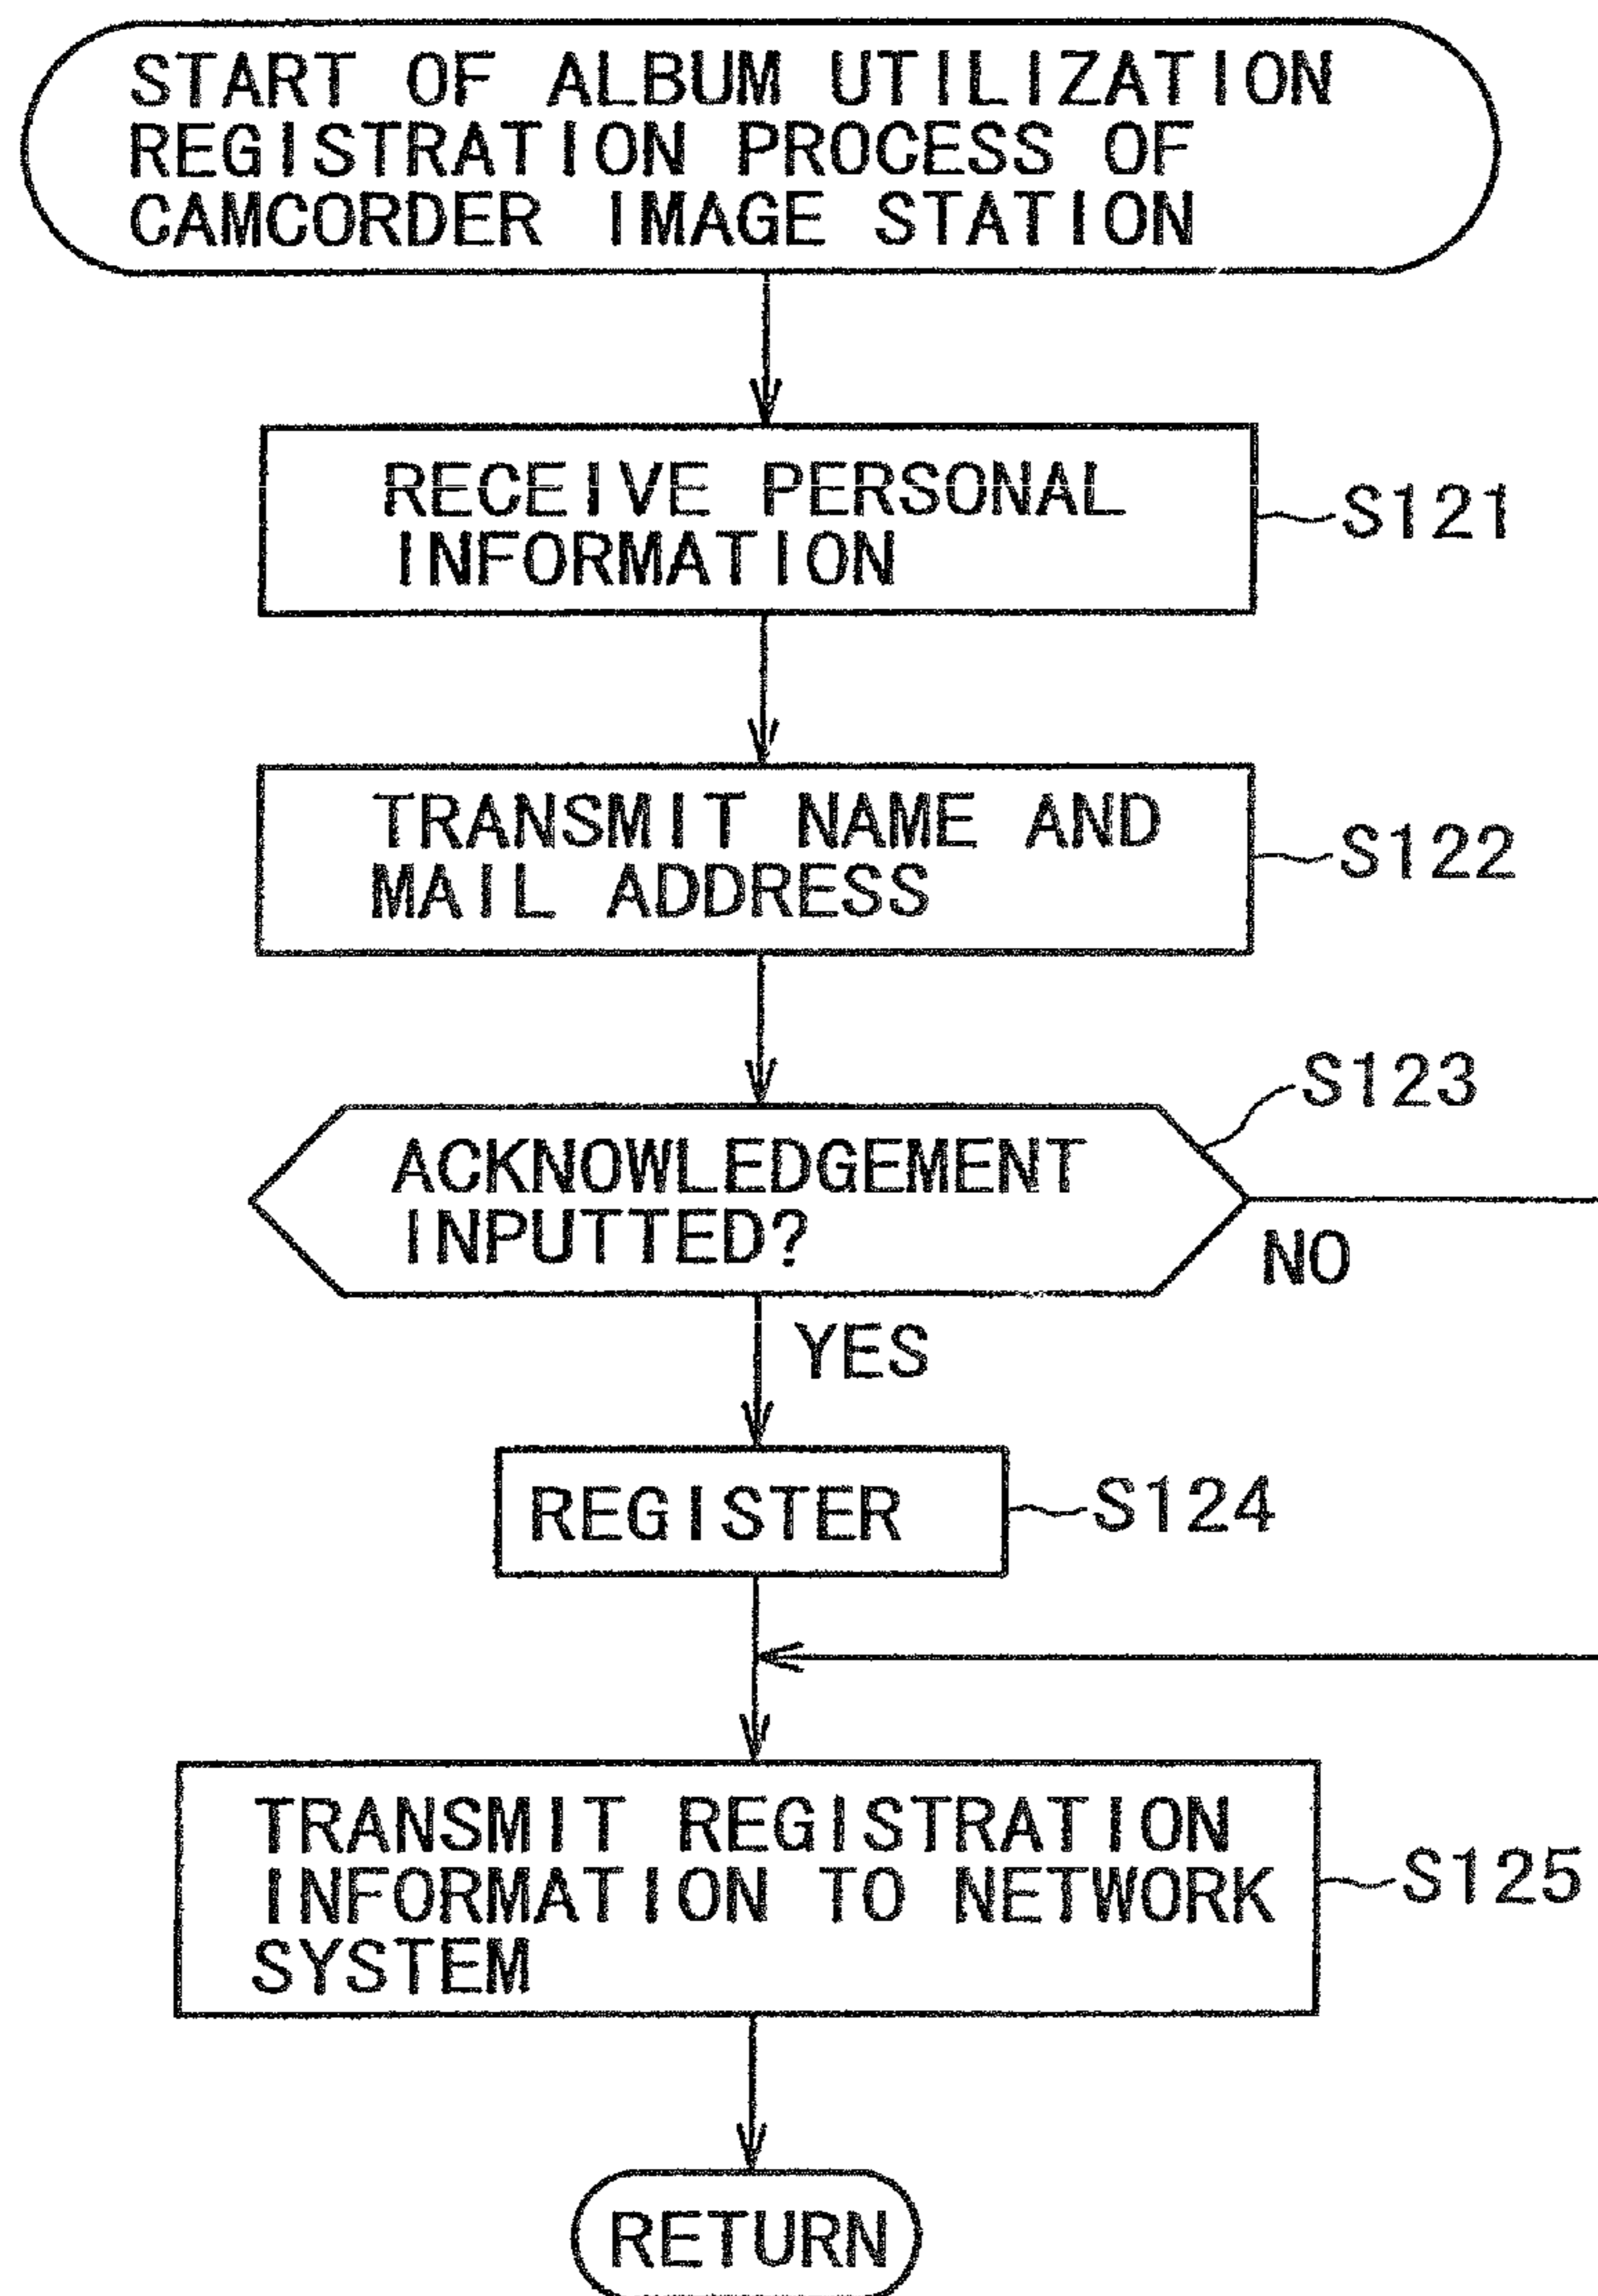 START OF ALBUM UTILIZATION
REGISTRATION PROCESS OF
CAMCORDER IMAGE STATION
RECEIVE PERSONAL
INFORMATION
S121
TRANSMIT NAME AND
MAIL ADDRESS
S122
S123
ACKNOWLEDGEMENT
INPUTTED?
NO
YES
REGISTER
S124
TRANSMIT REGISTRATION
INFORMATION TO NETWORK
SYSTEM
S125
RETURN